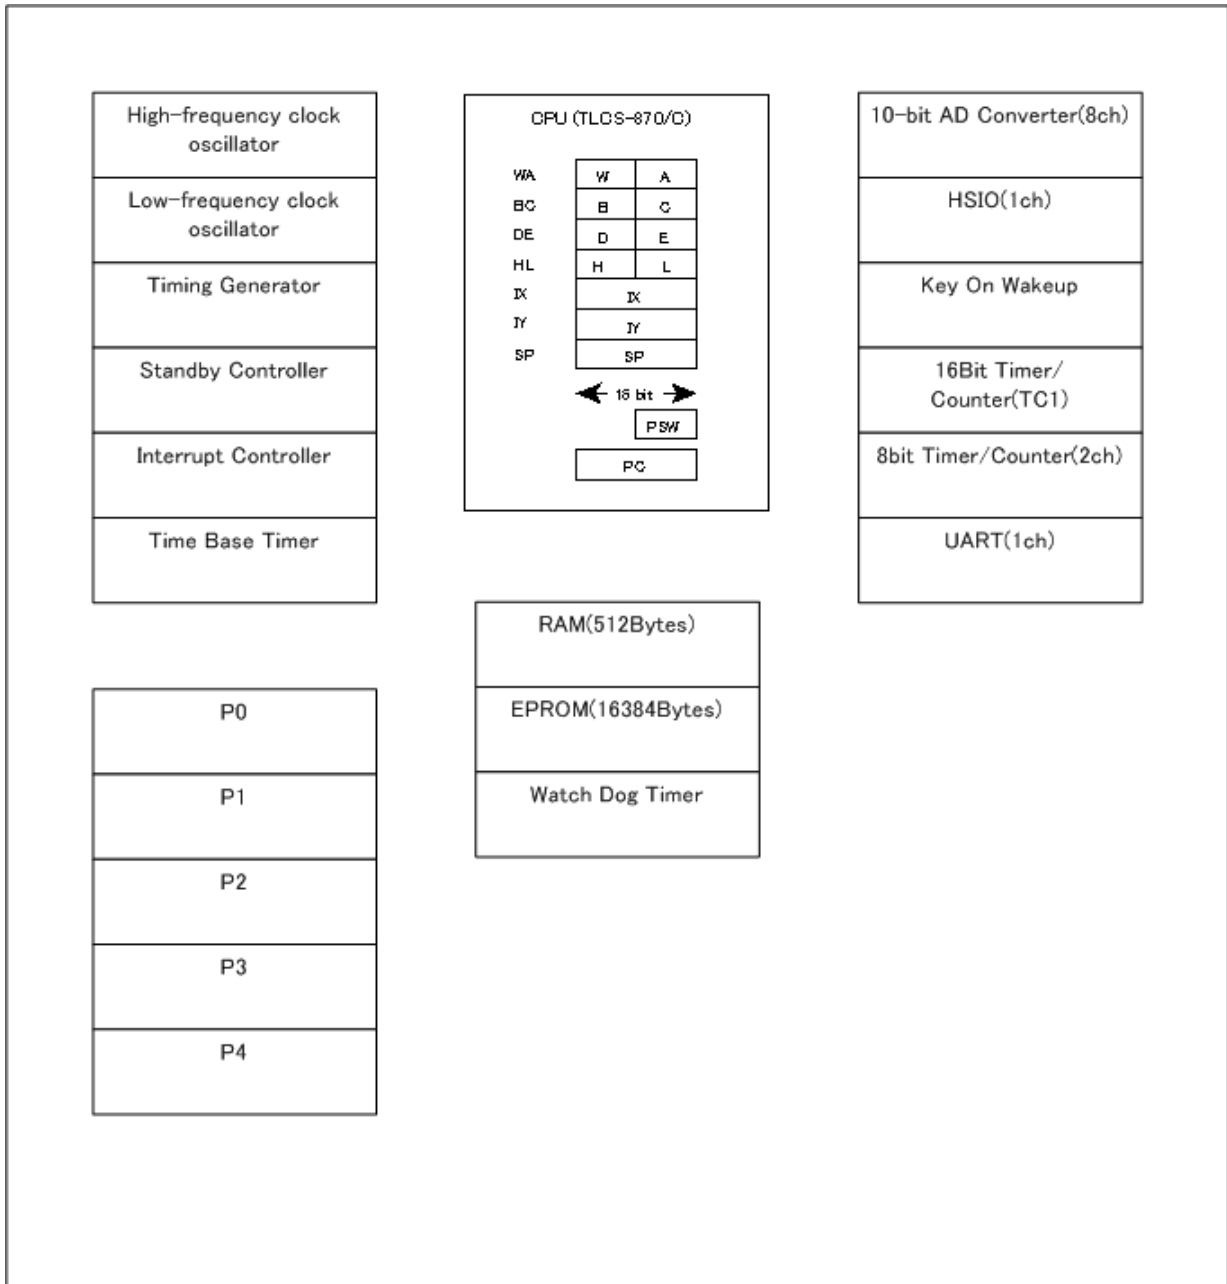 High-frequency clock
oscillator
Low-frequency clock
oscillator
Timing Generator
Standby Controller
Interrupt Controller
Time Base Timer
CPU (TLCS-870/C)
WA W A
BC B C
DE D E
HL H L
IX IX
IY IY
SP SP
16 bit
PSW
PC
10-bit AD Converter(8ch)
HSIO(1ch)
Key On Wakeup
16Bit Timer/
Counter(TC1)
8bit Timer/Counter(2ch)
UART(1ch)
RAM(512Bytes)
EPROM(16384Bytes)
Watch Dog Timer
P0
P1
P2
P3
P4